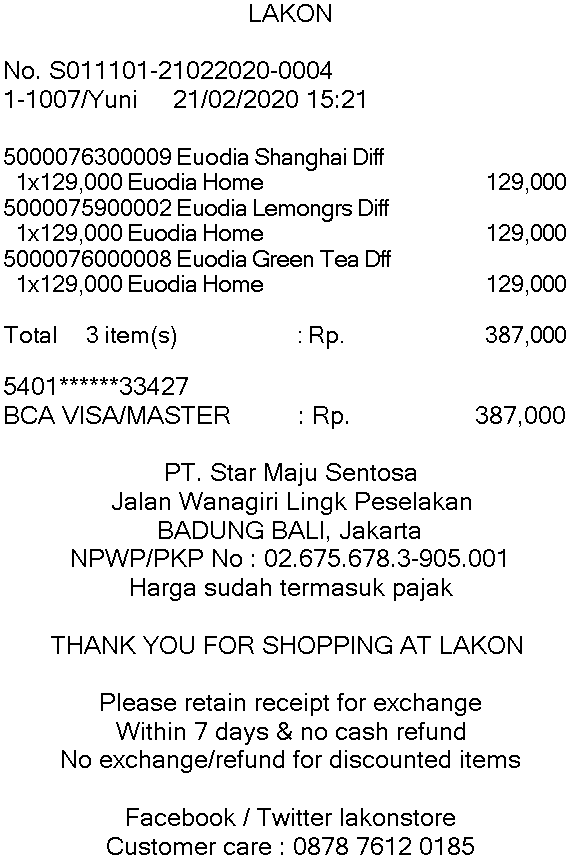 LAKON
No. S011101-21022020-0004
1-1007/Yuni 21/02/2020 15:21
5000076300009 Euodia Shanghai Diff
1x129,000 Euodia Home 129,000
5000075900002 Euodia Lemongrs Diff
1x129,000 Euodia Home 129,000
5000076000008 Euodia Green Tea Dff
1x129,000 Euodia Home 129,000
Total 3 item(s) : Rp. 387,000
5401******33427
BCA VISA/MASTER : Rp. 387,000
PT. Star Maju Sentosa
Jalan Wanagiri Lingk Peselakan
BADUNG BALI, Jakarta
NPWP/PKP No : 02.675.678.3-905.001
Harga sudah termasuk pajak
THANK YOU FOR SHOPPING AT LAKON
Please retain receipt for exchange
Within 7 days & no cash refund
No exchange/refund for discounted items
Facebook / Twitter lakonstore
Customer care : 0878 7612 0185